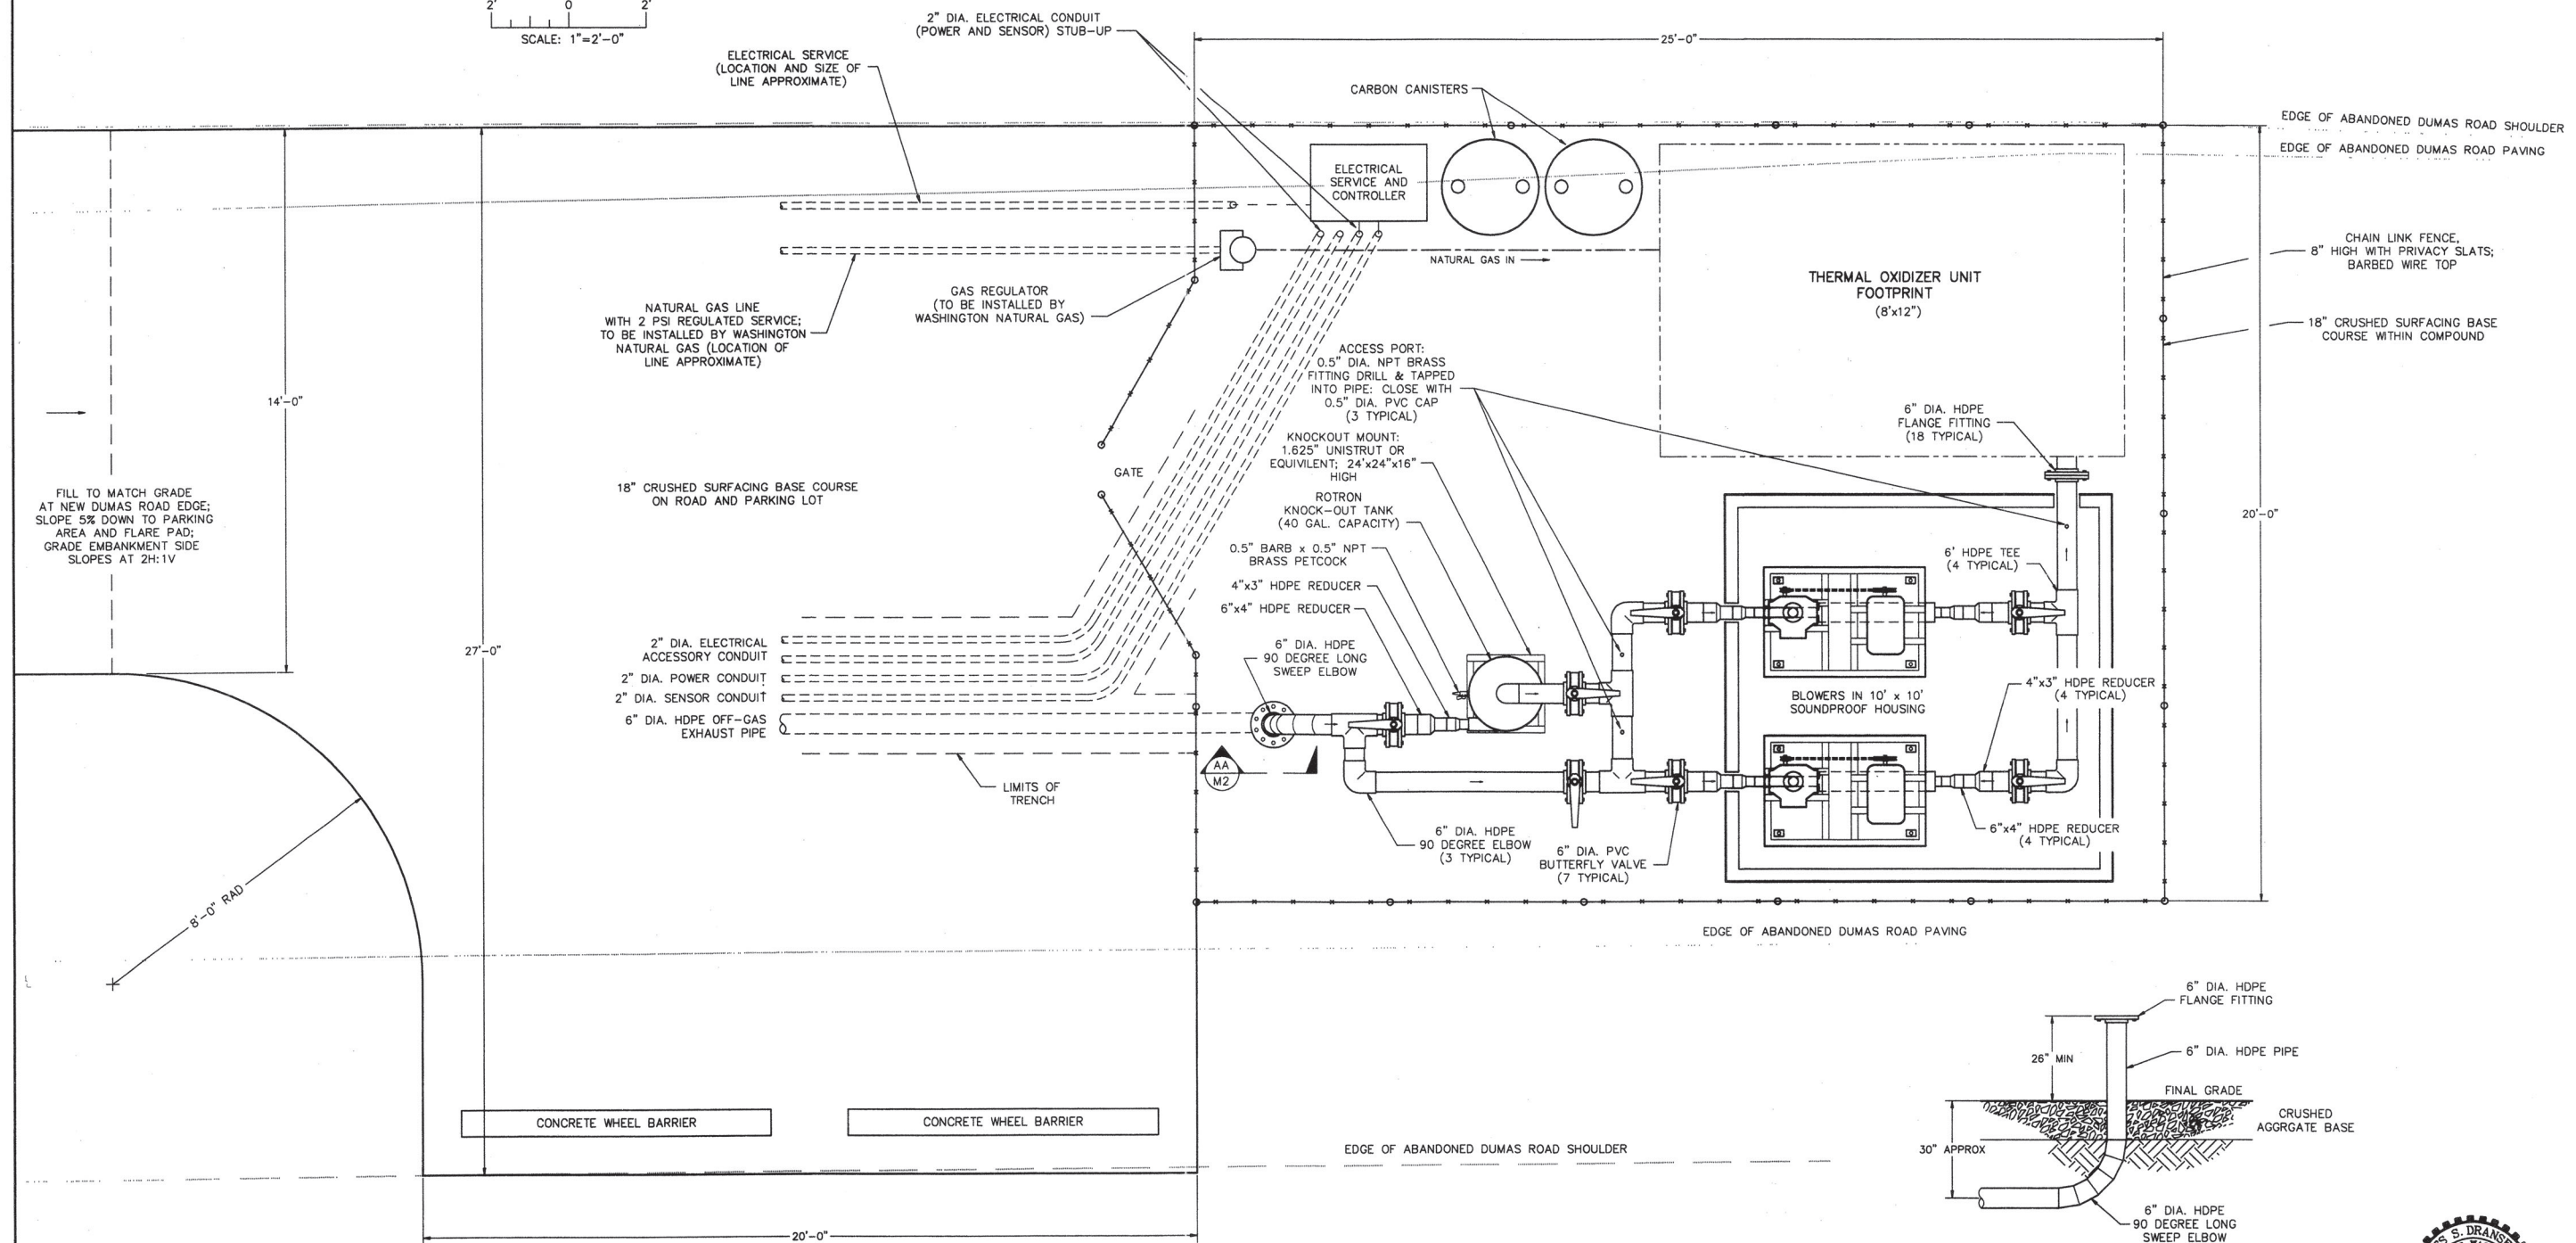 2' 0 2'
SCALE: 1"=2'-0"
2" DIA. ELECTRICAL CONDUIT
(POWER AND SENSOR) STUB-UP
25'-0"
ELECTRICAL SERVICE
(LOCATION AND SIZE OF
LINE APPROXIMATE)
CARBON CANISTERS
EDGE OF ABANDONED DUMAS ROAD SHOULDER
EDGE OF ABANDONED DUMAS ROAD PAVING
ELECTRICAL
SERVICE AND
CONTROLLER
CHAIN LINK FENCE,
8" HIGH WITH PRIVACY SLATS;
BARBED WIRE TOP
NATURAL GAS IN
THERMAL OXIDIZER UNIT
FOOTPRINT
(8'x12")
GAS REGULATOR
(TO BE INSTALLED BY
WASHINGTON NATURAL GAS)
NATURAL GAS LINE
WITH 2 PSI REGULATED SERVICE;
TO BE INSTALLED BY WASHINGTON
NATURAL GAS (LOCATION OF
LINE APPROXIMATE)
18" CRUSHED SURFACING BASE
COURSE WITHIN COMPOUND
ACCESS PORT:
0.5" DIA. NPT BRASS
FITTING DRILL & TAPPED
INTO PIPE: CLOSE WITH
0.5" DIA. PVC CAP
(3 TYPICAL)
14'-0"
6" DIA. HDPE
FLANGE FITTING
(18 TYPICAL)
KNOCKOUT MOUNT:
1.625" UNISTRUT OR
EQUIVILENT; 24'x24"x16"
HIGH
GATE
18" CRUSHED SURFACING BASE COURSE
ON ROAD AND PARKING LOT
FILL TO MATCH GRADE
AT NEW DUMAS ROAD EDGE;
SLOPE 5% DOWN TO PARKING
AREA AND FLARE PAD;
GRADE EMBANKMENT SIDE
SLOPES AT 2H:1V
ROTRON
KNOCK-OUT TANK
(40 GAL. CAPACITY)
20'-0"
0.5" BARB x 0.5" NPT
BRASS PETCOCK
6' HDPE TEE
(4 TYPICAL)
4"x3" HDPE REDUCER
6"x4" HDPE REDUCER
27'-0"
2" DIA. ELECTRICAL
ACCESSORY CONDUIT
2" DIA. POWER CONDUIT
2" DIA. SENSOR CONDUIT
6" DIA. HDPE OFF-GAS
EXHAUST PIPE
6" DIA. HDPE
90 DEGREE LONG
SWEEP ELBOW
BLOWERS IN 10' x 10'
SOUNDPROOF HOUSING
4"x3" HDPE REDUCER
(4 TYPICAL)
AA
M2
LIMITS OF
TRENCH
6" DIA. HDPE
90 DEGREE ELBOW
(3 TYPICAL)
6" DIA. PVC
BUTTERFLY VALVE
(7 TYPICAL)
6"x4" HDPE REDUCER
(4 TYPICAL)
8'-0" RAD
EDGE OF ABANDONED DUMAS ROAD PAVING
6" DIA. HDPE
FLANGE FITTING
26" MIN
6" DIA. HDPE PIPE
FINAL GRADE
CRUSHED
AGGRGATE BASE
30" APPROX
CONCRETE WHEEL BARRIER
CONCRETE WHEEL BARRIER
EDGE OF ABANDONED DUMAS ROAD SHOULDER
6" DIA. HDPE
90 DEGREE LONG
SWEEP ELBOW
20'-0"